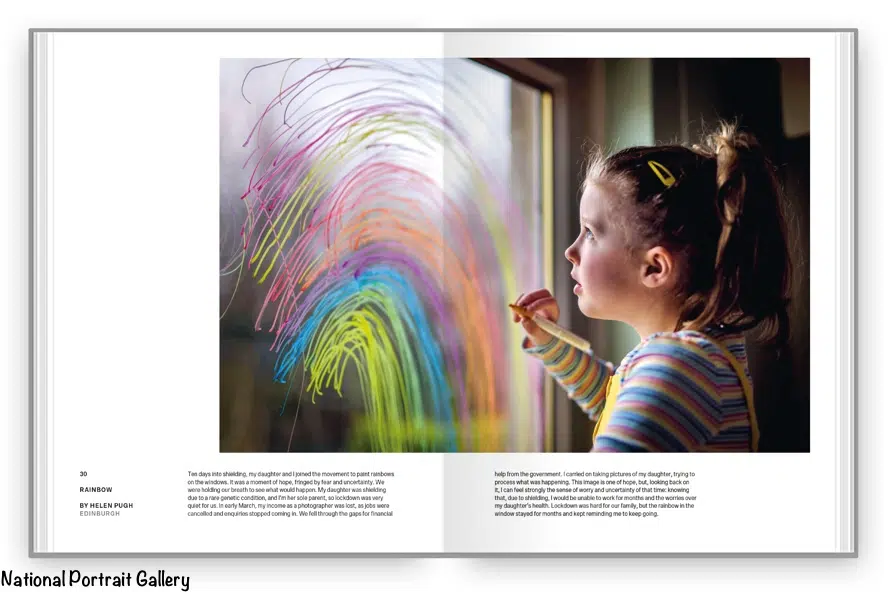 30
RAINBOW
BY HELEN PUGH
EDINBURGH
Ten days into shielding, my daughter and I joined the movement to paint rainbows
on the windows. It was a moment of hope, fringed by fear and uncertainty. We
were holding our breath to see what would happen. My daughter was shielding
due to a rare genetic condition, and I'm her sole parent, so lockdown was very
quiet for us. In early March, my income as a photographer was lost, as jobs were
cancelled and enquiries stopped coming in. We fell through the gaps for financial
help from the government. I carried on taking pictures of my daughter, trying to
process what was happening. This image is one of hope, but, looking back on
it, I can feel strongly the sense of worry and uncertainty of that time: knowing
that, due to shielding, I would be unable to work for months and the worries over
my daughter's health. Lockdown was hard for our family, but the rainbow in the
window stayed for months and kept reminding me to keep going.
National Portrait Gallery